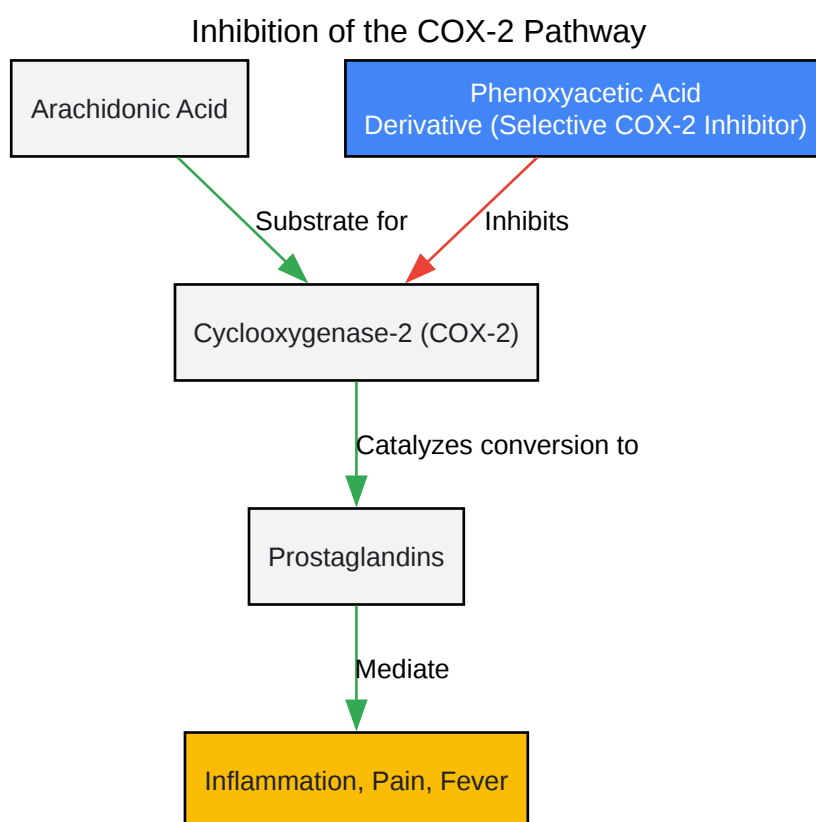 Inhibition of the COX-2 Pathway
Arachidonic Acid
Phenoxyacetic Acid
Derivative (Selective COX-2 Inhibitor)
Substrate for
Inhibits
Cyclooxygenase-2 (COX-2)
Catalyzes conversion to
Prostaglandins
Mediate
Inflammation, Pain, Fever